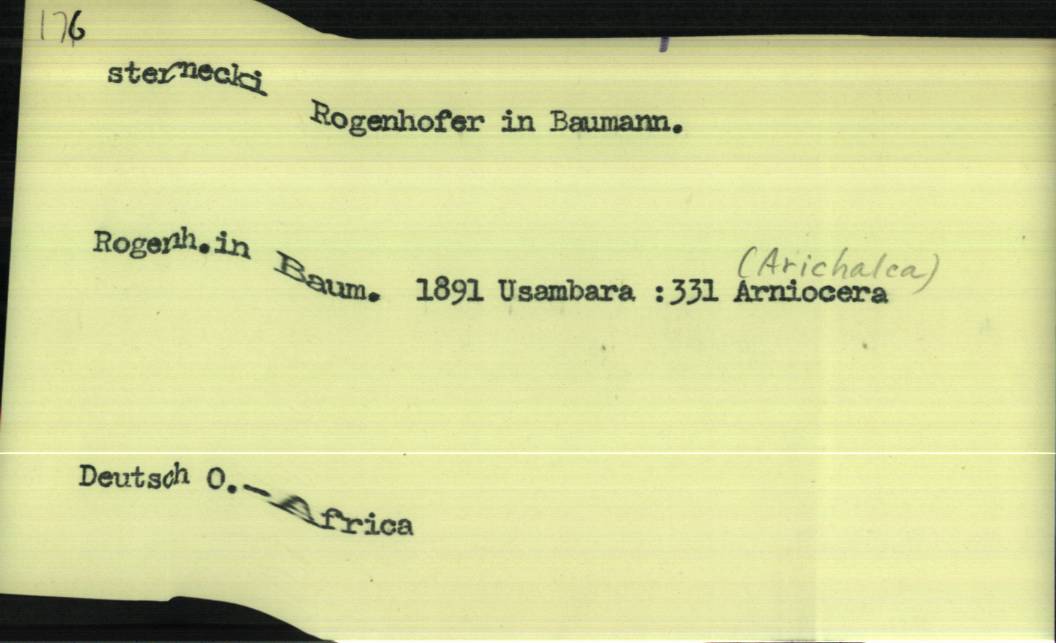 176
sternecki
Rogenhofer in Baumann.
(Arichalca)
Rogenh.in Baum. 1891 Usambara :331 Arniocera
Deutsch O.-Africa